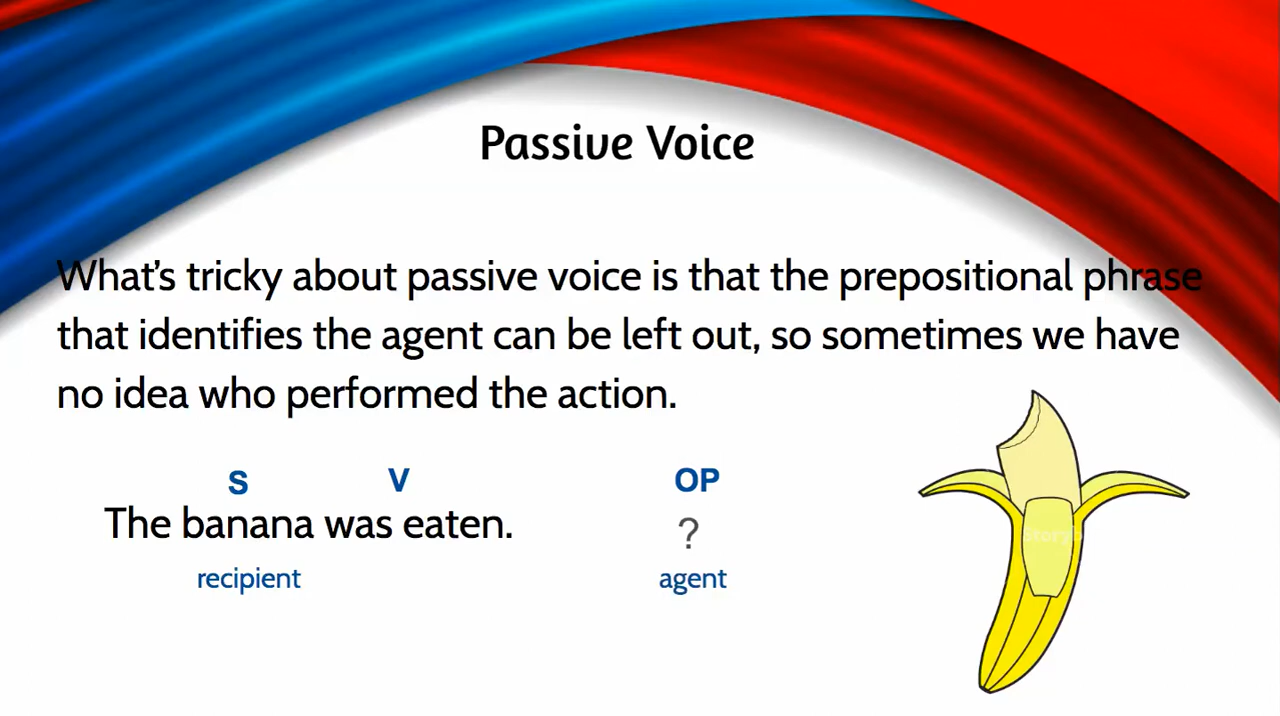 Passive Voice
What's tricky about passive voice is that the prepositional phrase
that identifies the agent can be left out, so sometimes we have
no idea who performed the action.
S V OP
The banana was eaten. ?
recipient agent